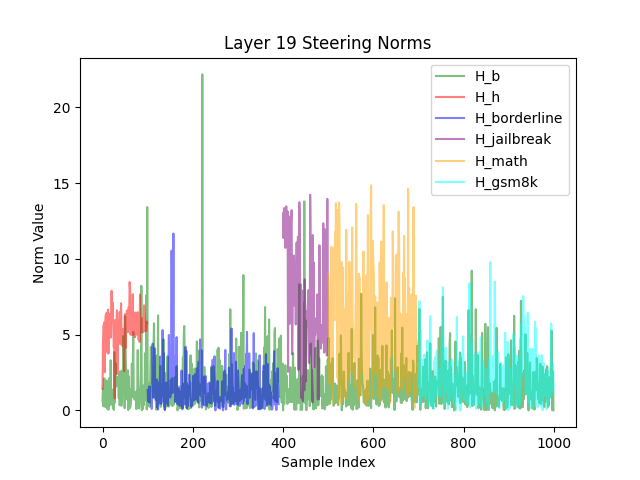 Layer 19 Steering Norms
H_b
H_h
H_borderline
H_jailbreak
H_math
H_gsm8k
Norm Value
20
15
10
5
0
0 200 400 600 800 1000
Sample Index